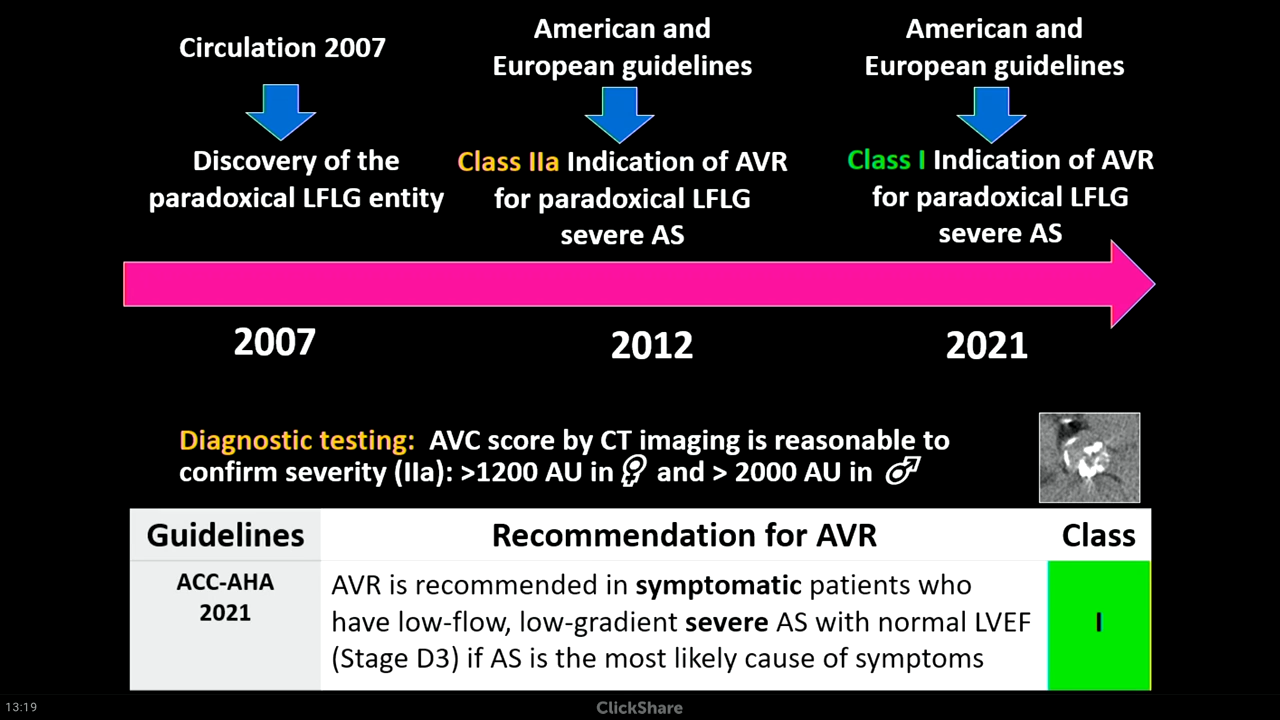 Circulation 2007
American and
European guidelines
American and
European guidelines
Discovery of the
paradoxical LFLG entity
Class IIa Indication of AVR
for paradoxical LFLG
severe AS
Class I Indication of AVR
for paradoxical LFLG
severe AS
2007
2012
2021
Diagnostic testing: AVC score by CT imaging is reasonable to
confirm severity (IIa): >1200 AU in ♀ and > 2000 AU in ♂
Guidelines
Recommendation for AVR
Class
ACC-AHA
2021
AVR is recommended in symptomatic patients who
have low-flow, low-gradient severe AS with normal LVEF
(Stage D3) if AS is the most likely cause of symptoms
I
13:19
ClickShare